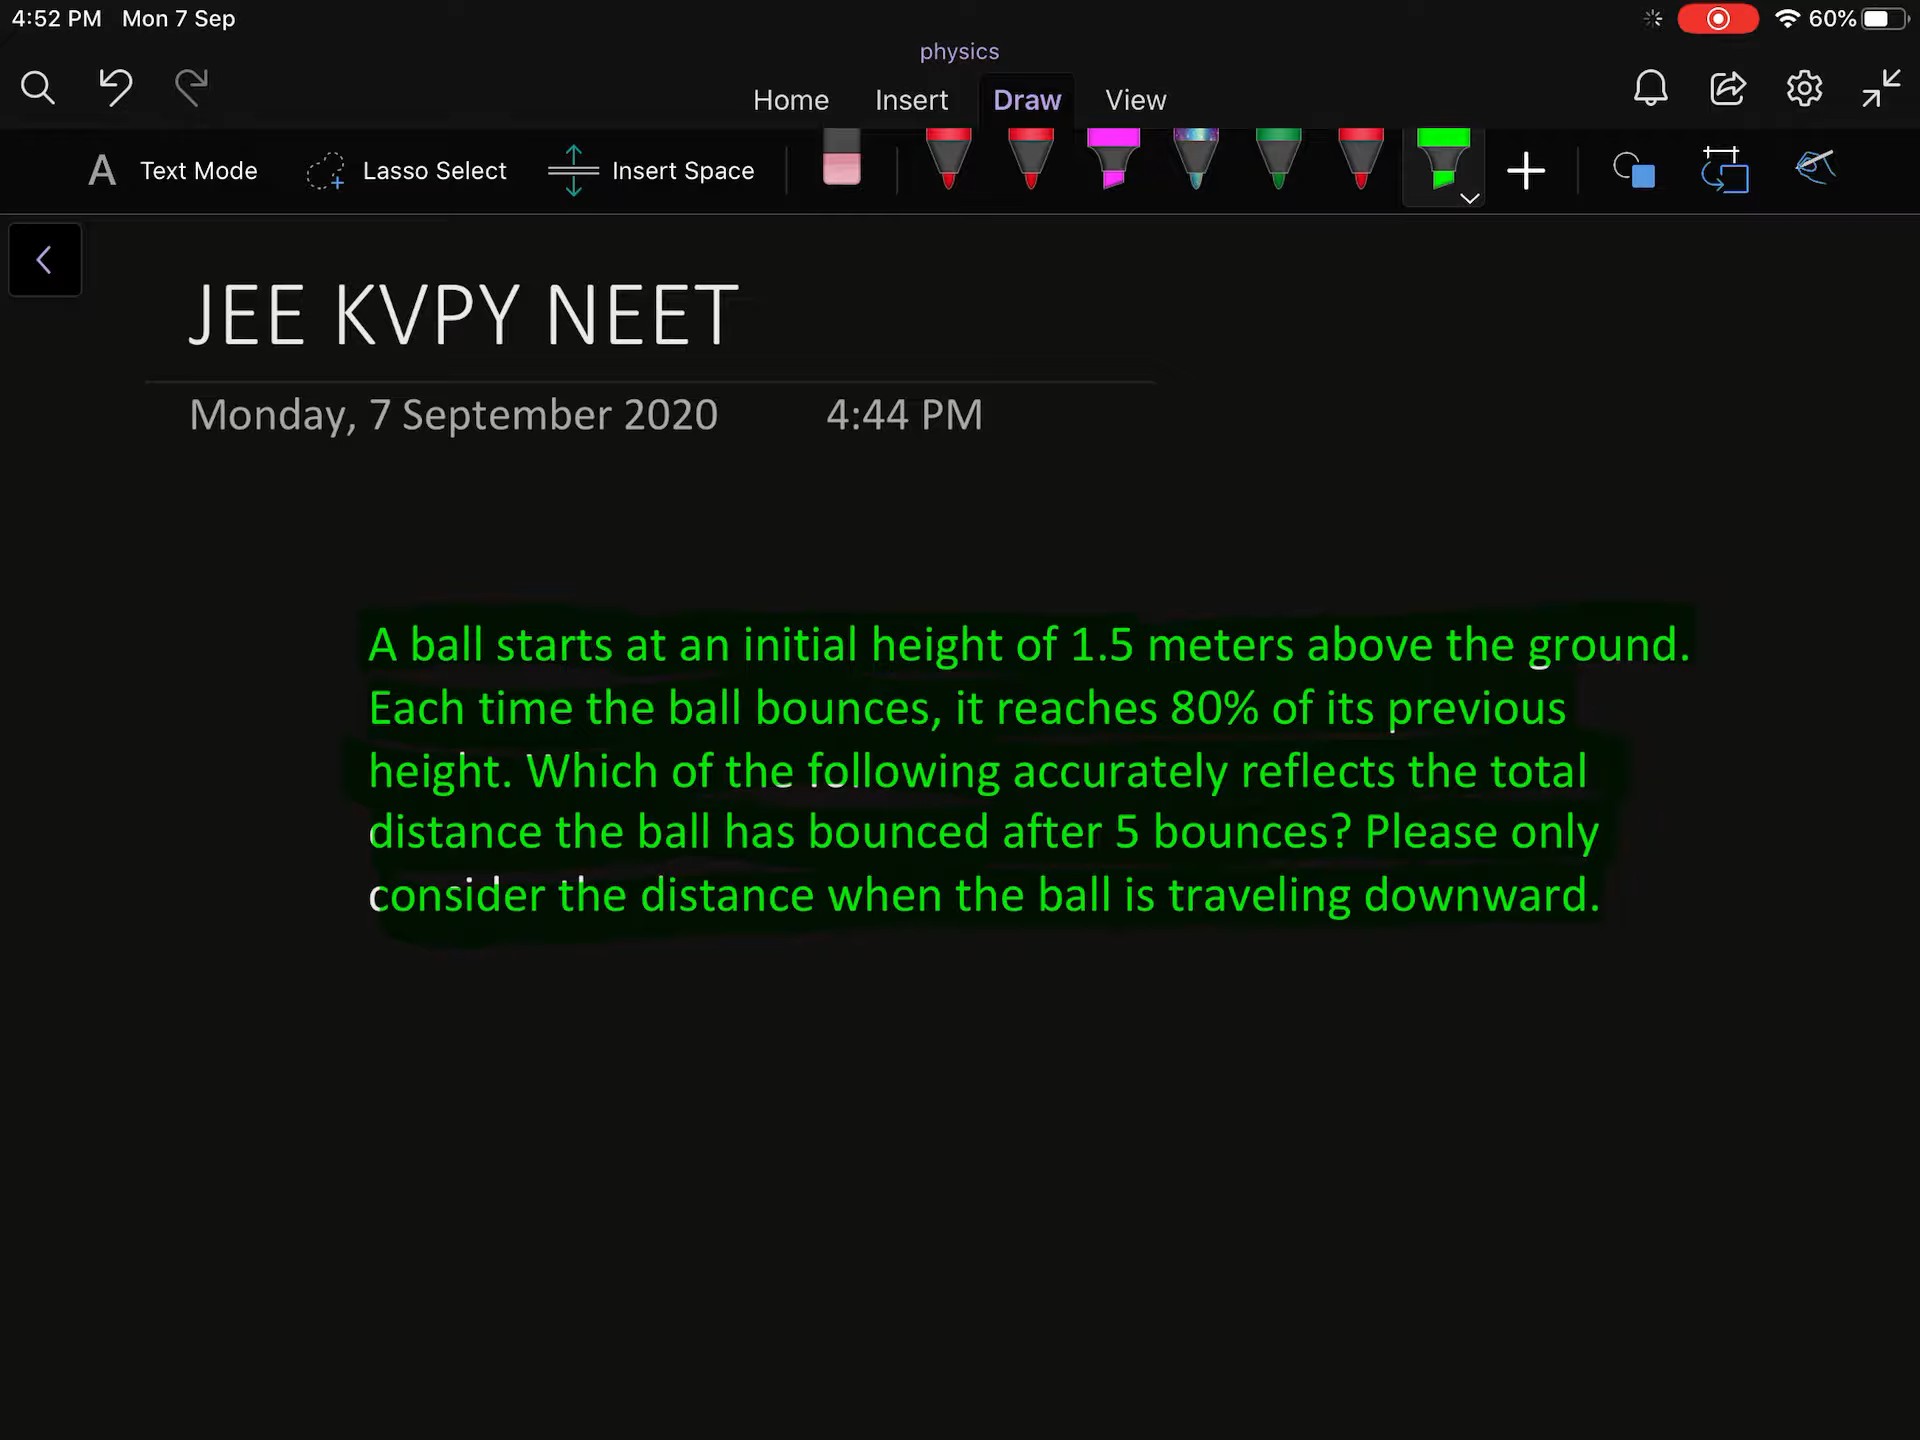 4:52 PM Mon 7 Sep
60%
physics
Home Insert Draw View
A Text Mode Lasso Select Insert Space
JEE KVPY NEET
Monday, 7 September 2020 4:44 PM
A ball starts at an initial height of 1.5 meters above the ground.
Each time the ball bounces, it reaches 80% of its previous
height. Which of the following accurately reflects the total
distance the ball has bounced after 5 bounces? Please only
consider the distance when the ball is traveling downward.